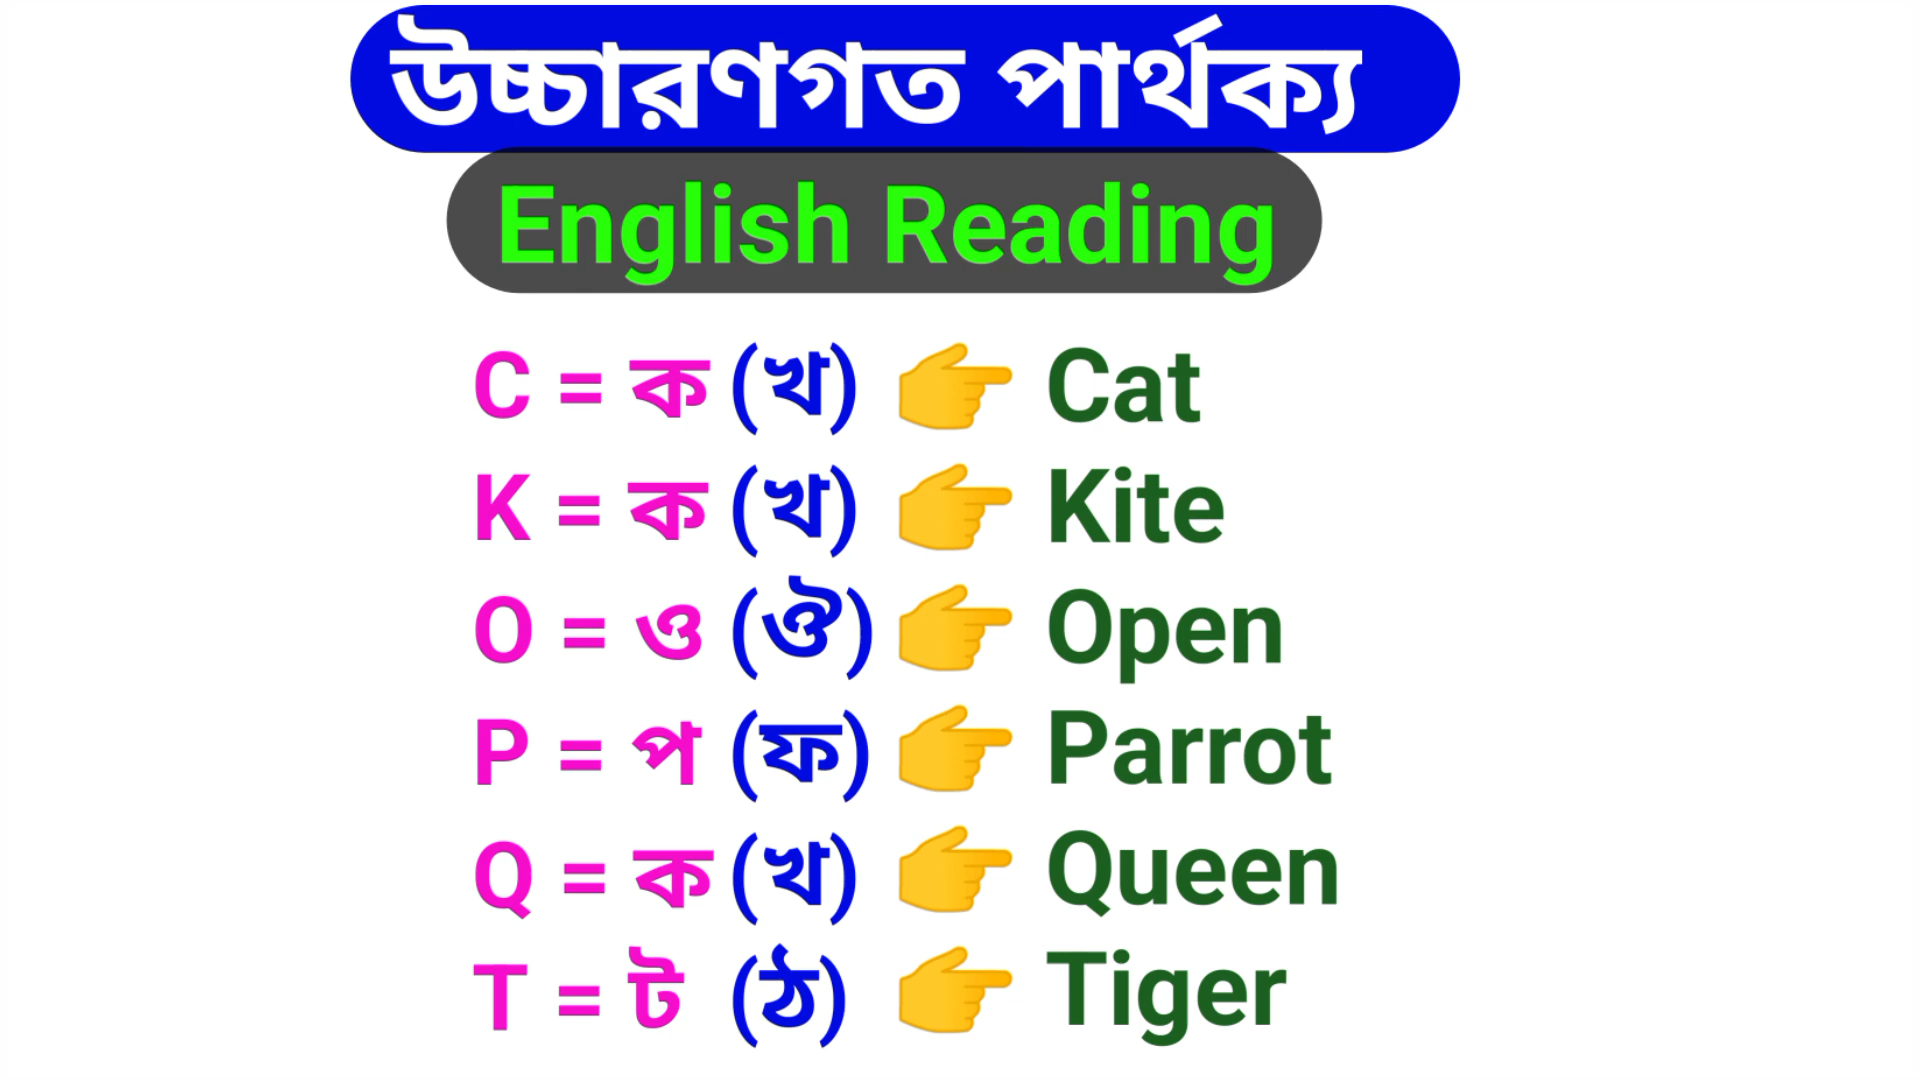 উচ্চারণগত পার্থক্য
English Reading
C = ক (খ) 👉 Cat
K = ক (খ) 👉 Kite
O = ও (ঔ) 👉 Open
P = প (ফ) 👉 Parrot
Q = ক (খ) 👉 Queen
T = ট (ঠ) 👉 Tiger